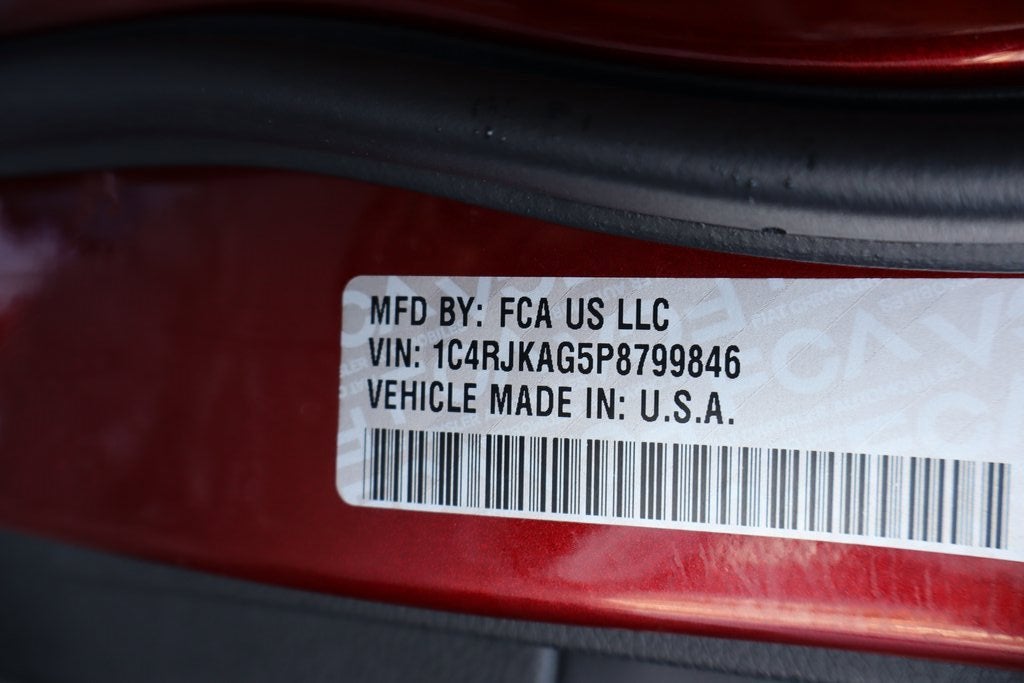 MFD BY: FCA US LLC
VIN: 1C4RJKAG5P8799846
VEHICLE MADE IN: U.S.A.